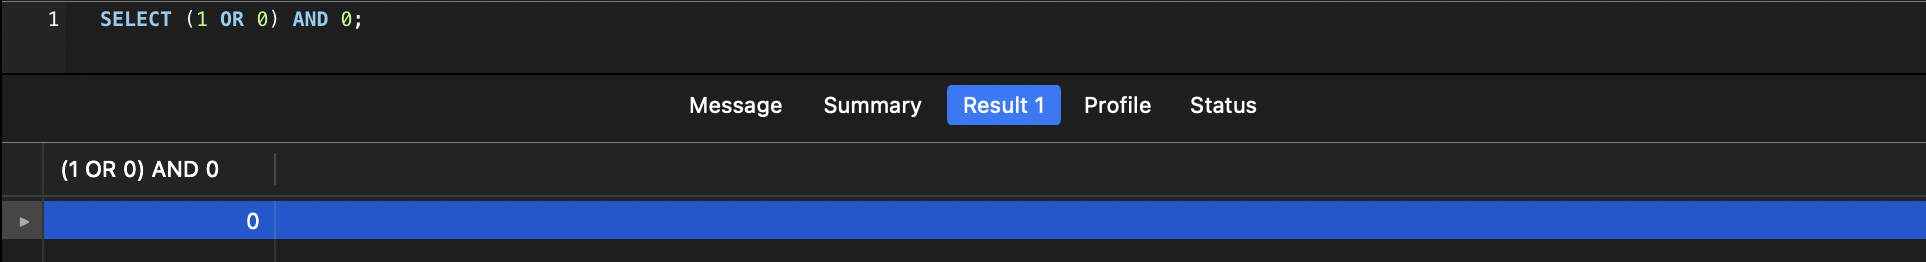 1 SELECT (1 OR 0) AND 0;
Message Summary Result 1 Profile Status
(1 OR 0) AND 0
0